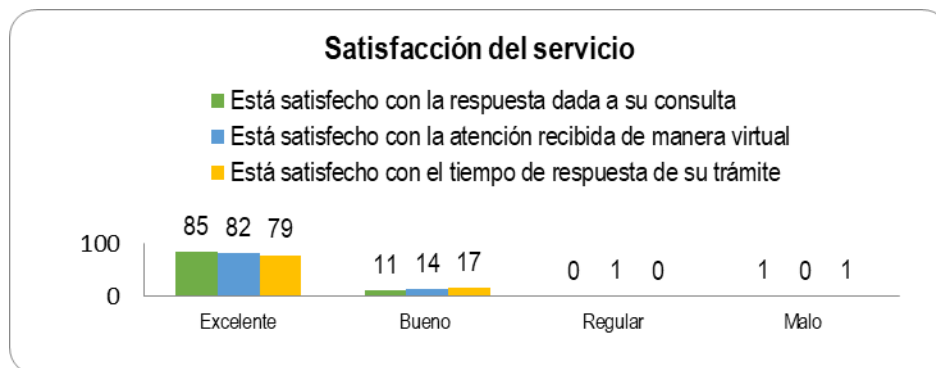 Satisfacción del servicio
Está satisfecho con la respuesta dada a su consulta
Está satisfecho con la atención recibida de manera virtual
Está satisfecho con el tiempo de respuesta de su trámite
85 82 79
100
11 14 17
0 1 0
1 0 1
0
Excelente Bueno Regular Malo